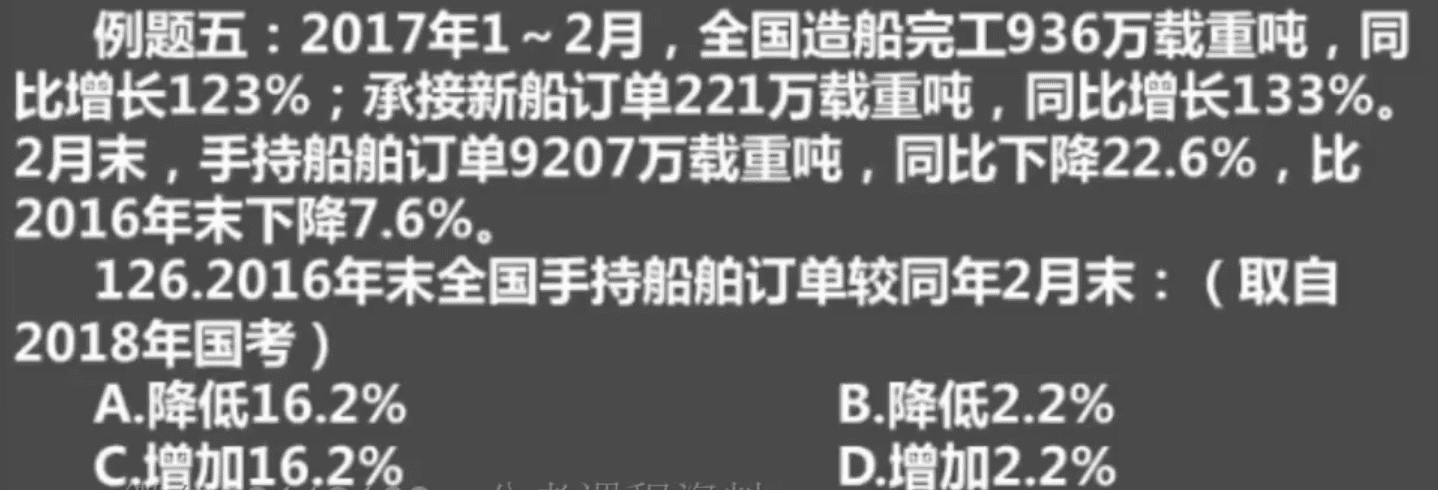 例题五：2017年1～2月，全国造船完工936万载重吨，同
比增长123%；承接新船订单221万载重吨，同比增长133%。
2月末，手持船舶订单9207万载重吨，同比下降22.6%，比
2016年末下降7.6%。
126.2016年末全国手持船舶订单较同年2月末：（取自
2018年国考）
A.降低16.2% B.降低2.2%
C.增加16.2% D.增加2.2%